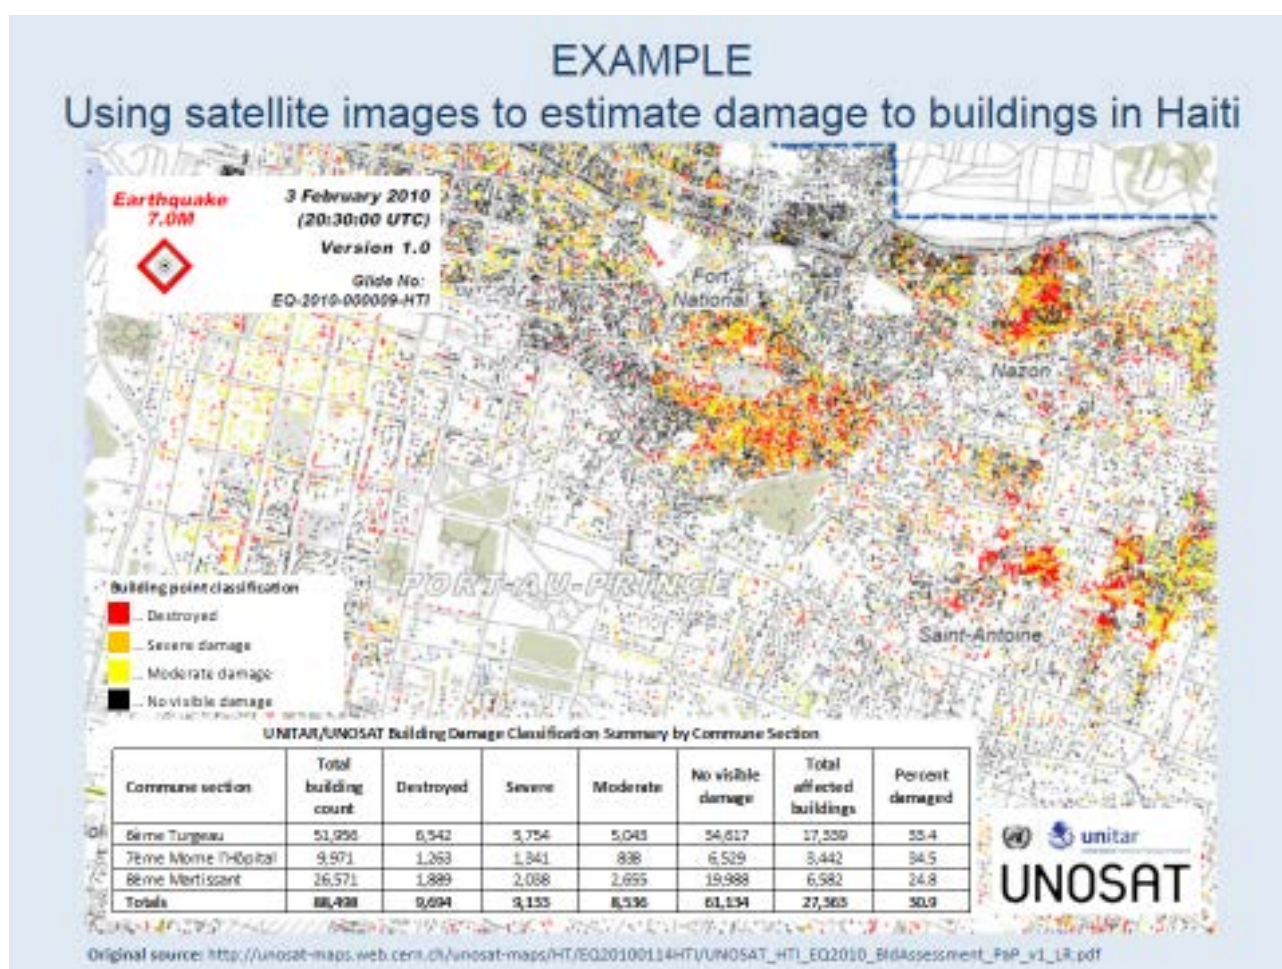 EXAMPLE
Using satellite images to estimate damage to buildings in Haiti
Earthquake
7.0M
3 February 2010
(20:30:00 UTC)
Version 1.0
Glide No:
EQ-2010-000009-HTI
Fort National
Nazon
PORT-AU-PRINCE
Saint-Antoine
Building point classification
... Destroyed
... Severe damage
... Moderate damage
... No visible damage
UNITAR/UNOSAT Building Damage Classification Summary by Commune Section
Commune section Total building count Destroyed Severe Moderate No visible damage Total affected buildings Percent damaged
6ème Turgeau 51,956 6,542 5,754 5,043 34,617 17,339 33.4
7ème Morne l'Hôpital 9,971 1,263 1,341 838 6,529 3,442 34.5
8ème Martissant 26,571 1,889 2,038 2,655 19,988 6,582 24.8
Totals 88,498 9,694 9,133 8,536 61,134 27,363 30.9
unitar
UNOSAT
Original source: http://unosat-maps.web.cern.ch/unosat-maps/HT/EQ20100114HTI/UNOSAT_HTI_EQ2010_BldAssessment_PaP_v1_LR.pdf